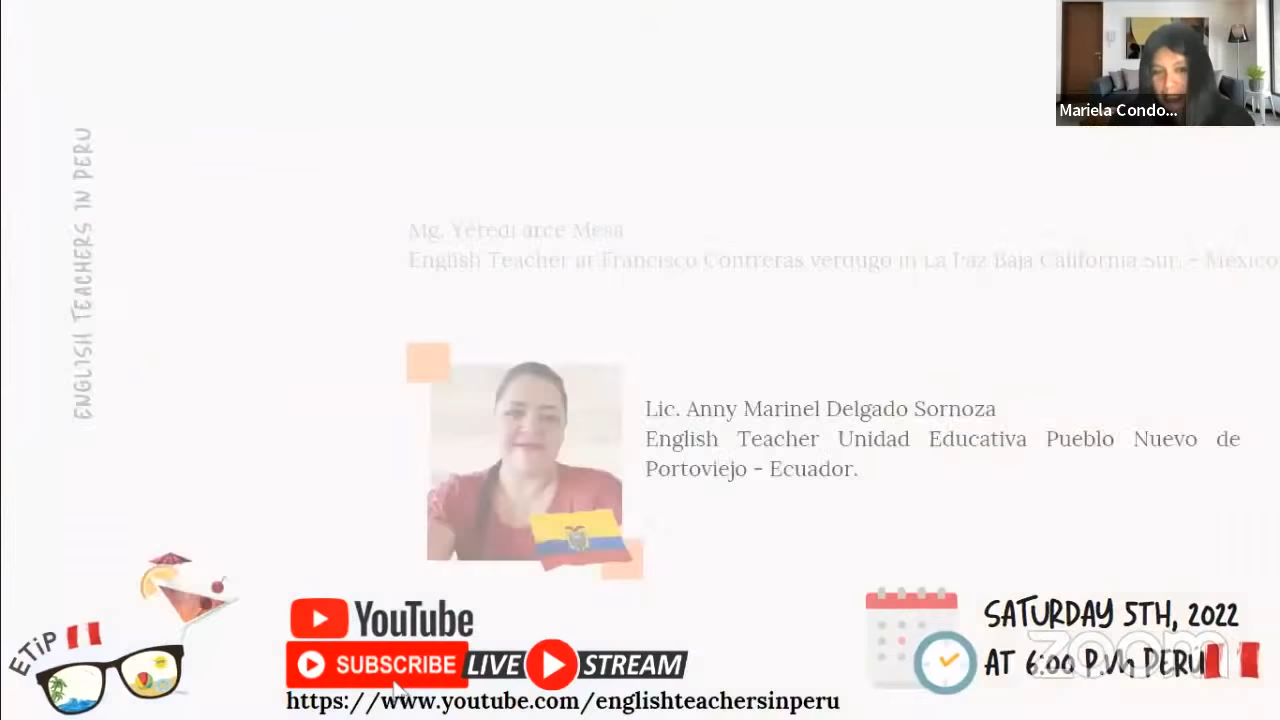 Mariela Condo...
ENGLISH TEACHERS IN PERU
Mg. Yeredi arce Mesa
English Teacher at Francisco Contreras verdugo in La Paz Baja California Sur. - Mexico
Lic. Anny Marinel Delgado Sornoza
English Teacher Unidad Educativa Pueblo Nuevo de
Portoviejo - Ecuador.
ETiP
YouTube
SUBSCRIBE
LIVE STREAM
https://www.youtube.com/englishteachersinperu
SATURDAY 5TH, 2022
AT 6:00 P.M PERU
zoom